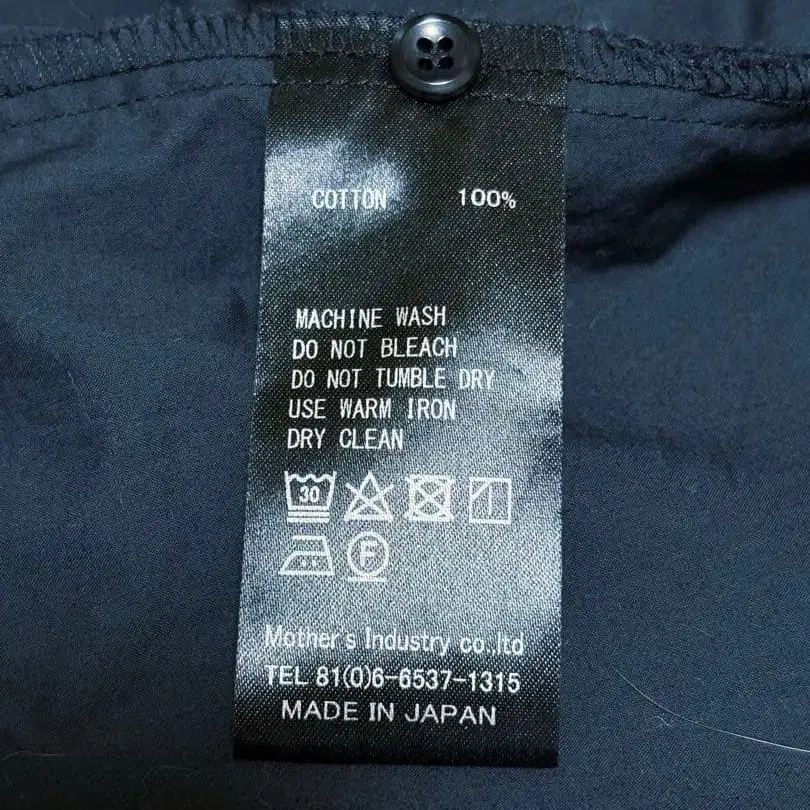 COTTON 100%
MACHINE WASH
DO NOT BLEACH
DO NOT TUMBLE DRY
USE WARM IRON
DRY CLEAN
30
F
Mother's Industry co.,ltd
TEL 81(0)6-6537-1315
MADE IN JAPAN